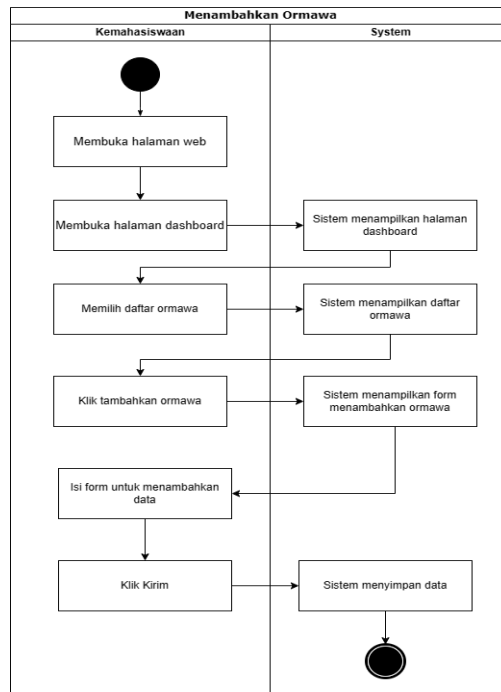 Menambahkan Ormawa
Kemahasiswaan
System
Membuka halaman web
Membuka halaman dashboard
Sistem menampilkan halaman
dashboard
Memilih daftar ormawa
Sistem menampilkan daftar
ormawa
Klik tambahkan ormawa
Sistem menampilkan form
menambahkan ormawa
Isi form untuk menambahkan
data
Klik Kirim
Sistem menyimpan data